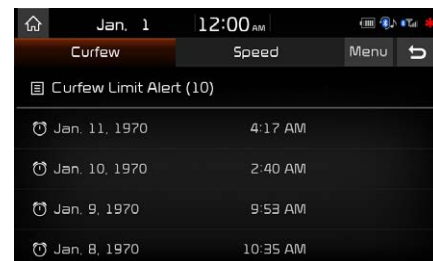 Jan. 1 12:00 AM
Curfew Speed Menu
Curfew Limit Alert (10)
Jan. 11, 1970 4:17 AM
Jan. 10, 1970 2:40 AM
Jan. 9, 1970 9:53 AM
Jan. 8, 1970 10:35 AM